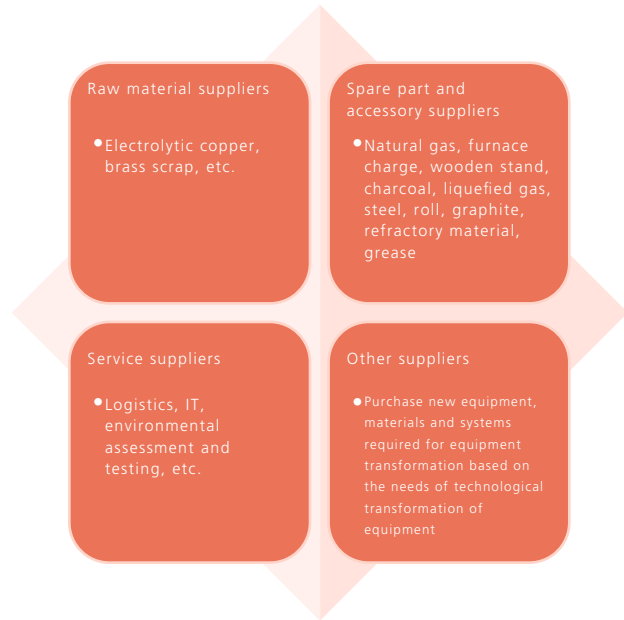 Raw material suppliers
• Electrolytic copper,
brass scrap, etc.
Spare part and
accessory suppliers
• Natural gas, furnace
charge, wooden stand,
charcoal, liquefied gas,
steel, roll, graphite,
refractory material,
grease
Service suppliers
• Logistics, IT,
environmental
assessment and
testing, etc.
Other suppliers
• Purchase new equipment,
materials and systems
required for equipment
transformation based on
the needs of technological
transformation of
equipment